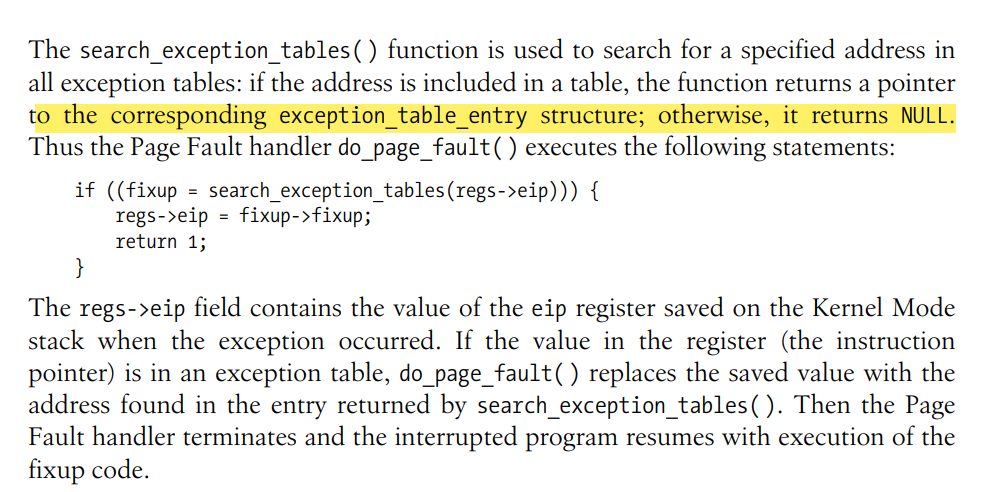 The search_exception_tables() function is used to search for a specified address in
all exception tables: if the address is included in a table, the function returns a pointer
to the corresponding exception_table_entry structure; otherwise, it returns NULL.
Thus the Page Fault handler do_page_fault() executes the following statements:
if ((fixup = search_exception_tables(regs->eip))) {
regs->eip = fixup->fixup;
return 1;
}
The regs->eip field contains the value of the eip register saved on the Kernel Mode
stack when the exception occurred. If the value in the register (the instruction
pointer) is in an exception table, do_page_fault() replaces the saved value with the
address found in the entry returned by search_exception_tables(). Then the Page
Fault handler terminates and the interrupted program resumes with execution of the
fixup code.